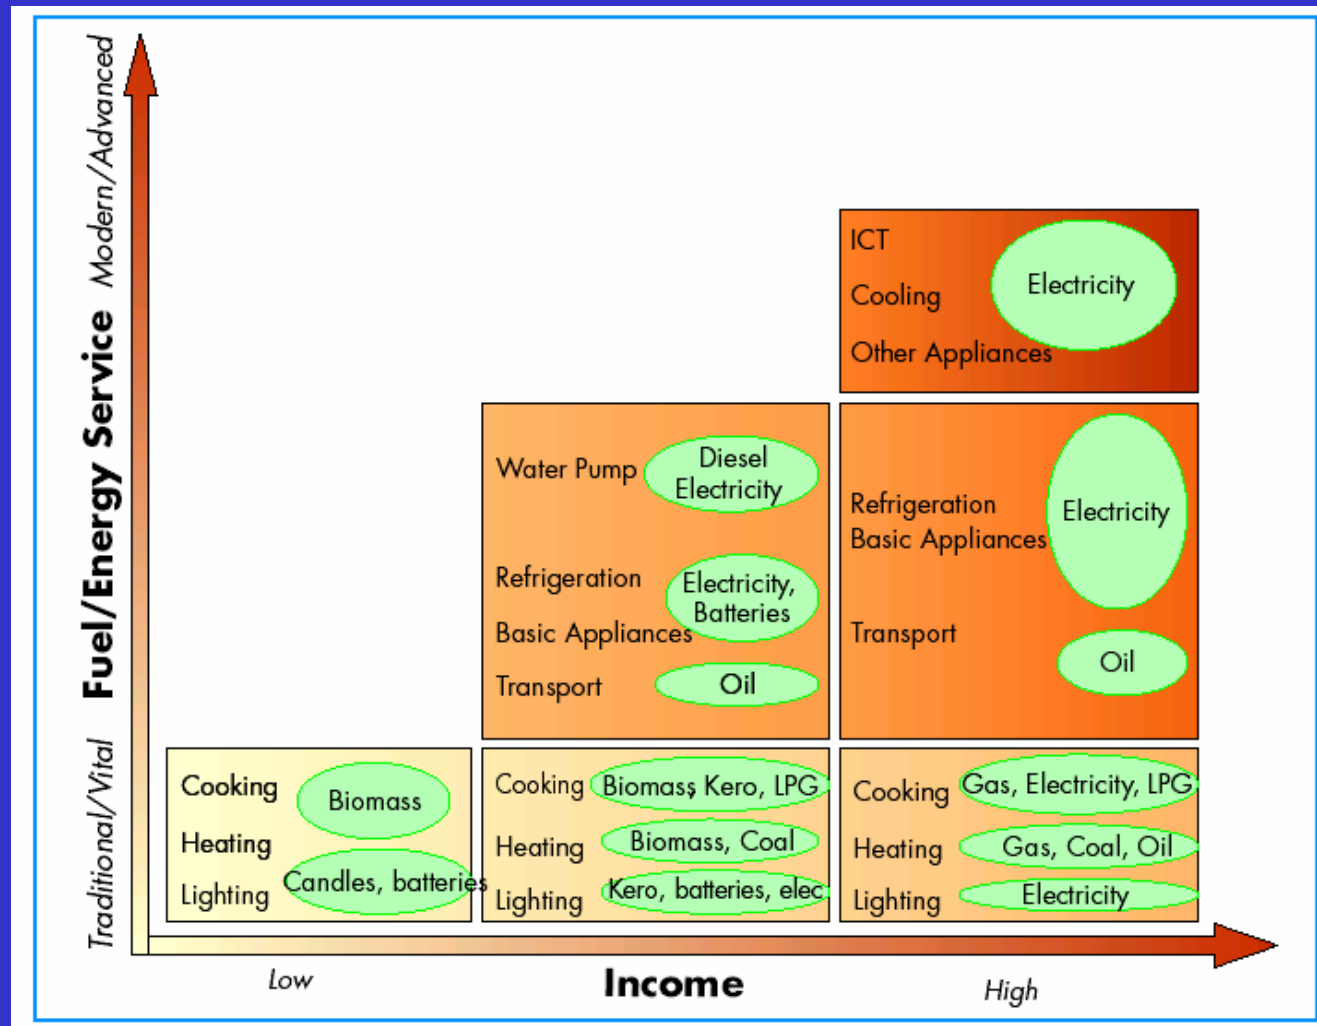 Modern/Advanced
Fuel/Energy Service
Traditional/Vital
ICT
Cooling
Other Appliances
Electricity
Water Pump
Diesel
Electricity
Refrigeration
Basic Appliances
Electricity,
Batteries
Transport
Oil
Refrigeration
Basic Appliances
Electricity
Transport
Oil
Cooking
Biomass
Heating
Lighting
Candles, batteries
Cooking
Biomass, Kero, LPG
Heating
Biomass, Coal
Lighting
Kero, batteries, elec
Cooking
Gas, Electricity, LPG
Heating
Gas, Coal, Oil
Lighting
Electricity
Low
Income
High